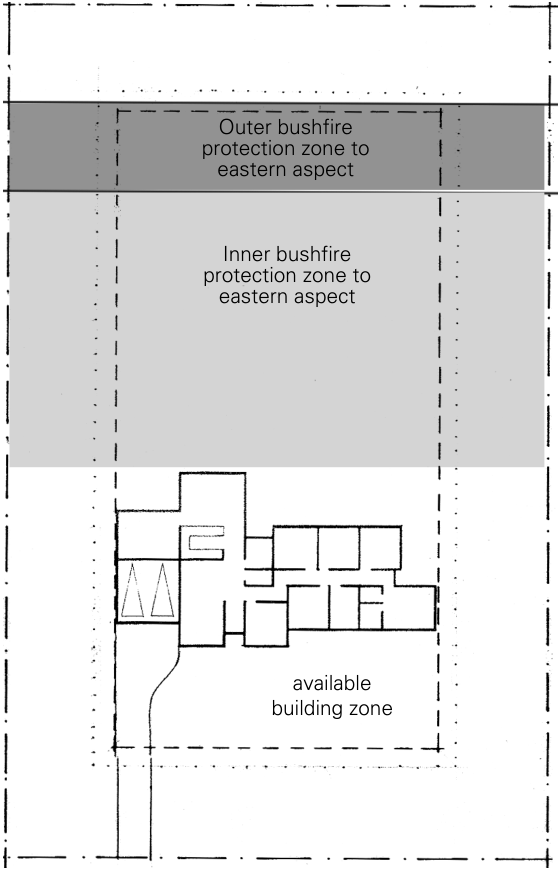 Outer bushfire
protection zone to
eastern aspect
Inner bushfire
protection zone to
eastern aspect
available
building zone